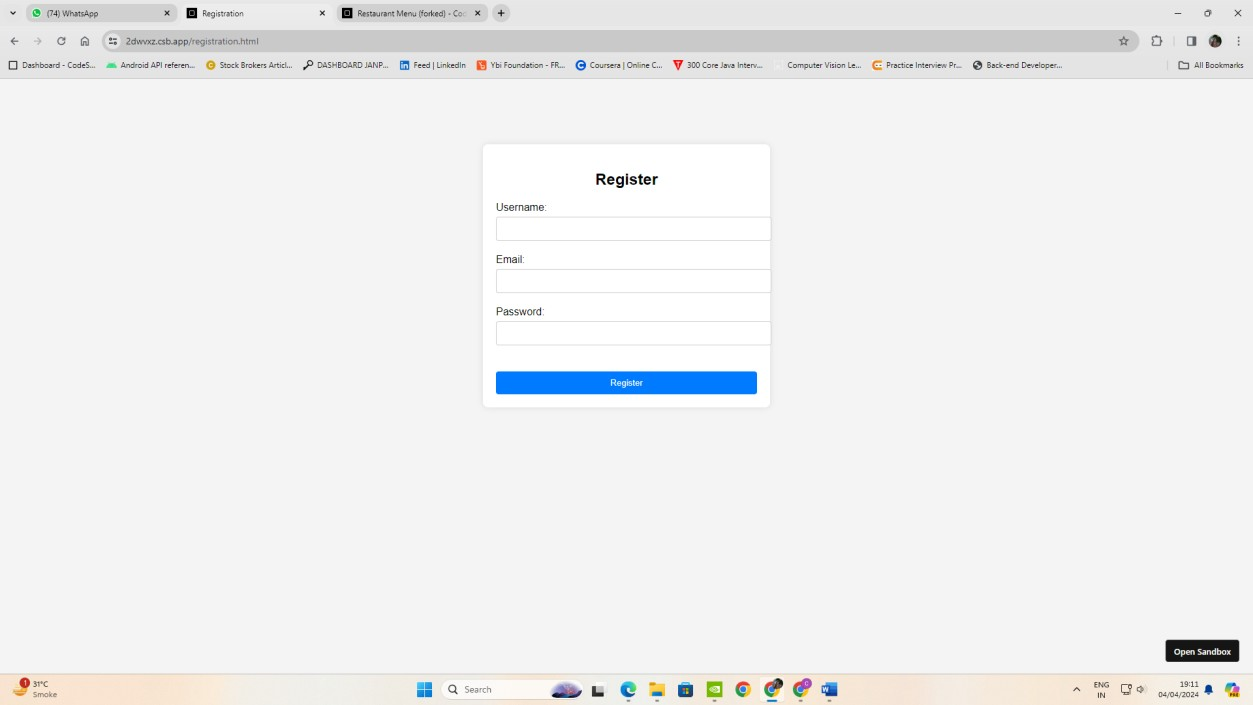 (74) WhatsApp
Registration
Restaurant Menu (forked) - Coc
2dwvxz.csb.app/registration.html
Dashboard - CodeS...
Android API referen...
Stock Brokers Articl...
DASHBOARD JANP...
Feed | LinkedIn
Ybi Foundation - FR...
Coursera | Online C...
300 Core Java Interv...
Computer Vision Le...
Practice Interview Pr...
Back-end Developer...
All Bookmarks
Register
Username:
Email:
Password:
Register
Open Sandbox
1
31°C
Smoke
Search
ENG
IN
19:11
04/04/2024